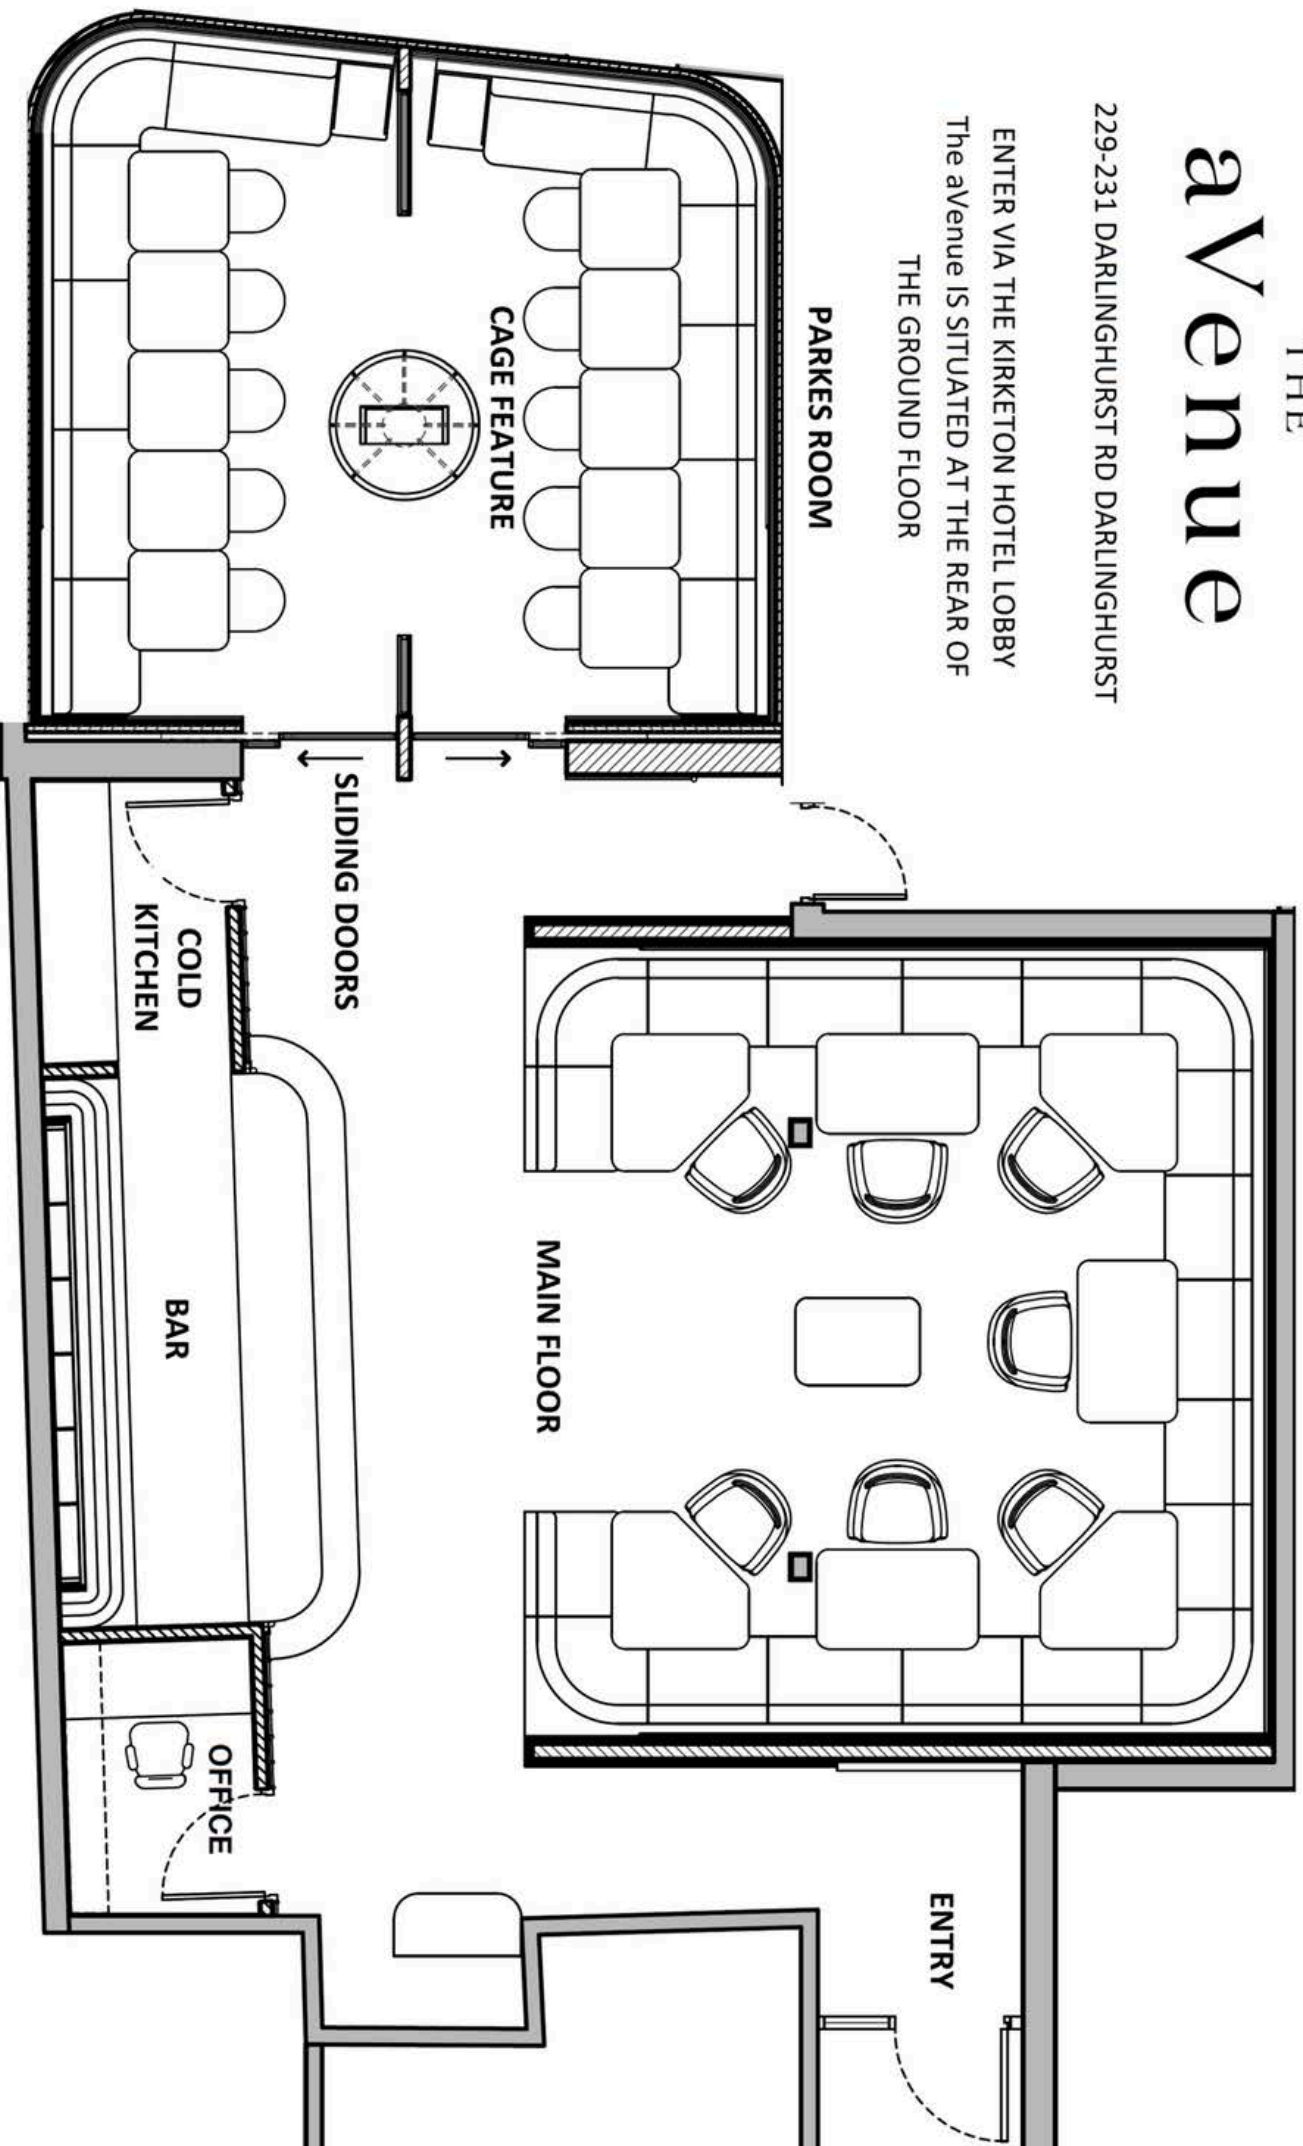 THE
aVenue
229-231 DARLINGHURST RD DARLINGHURST
ENTER VIA THE KIRKETON HOTEL LOBBY
The aVenue IS SITUATED AT THE REAR OF
THE GROUND FLOOR
PARKES ROOM
CAGE FEATURE
SLIDING DOORS
COLD
KITCHEN
MAIN FLOOR
BAR
ENTRY
OFFICE